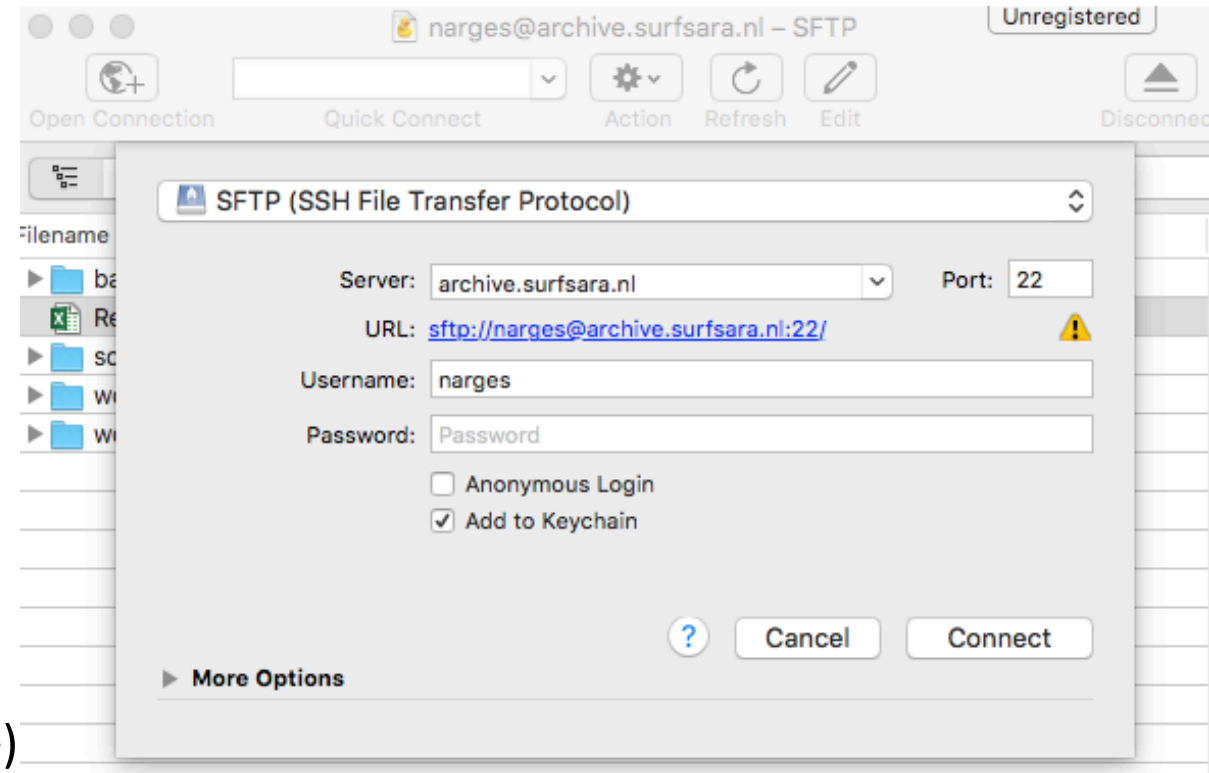 narges@archive.surfsara.nl – SFTP
Unregistered
Open Connection Quick Connect Action Refresh Edit Disconnec
SFTP (SSH File Transfer Protocol)
Filename
Server: archive.surfsara.nl Port: 22
ba
Re
URL: sftp://narges@archive.surfsara.nl:22/
Username: narges
Password: Password
Anonymous Login
Add to Keychain
? Cancel Connect
More Options
)